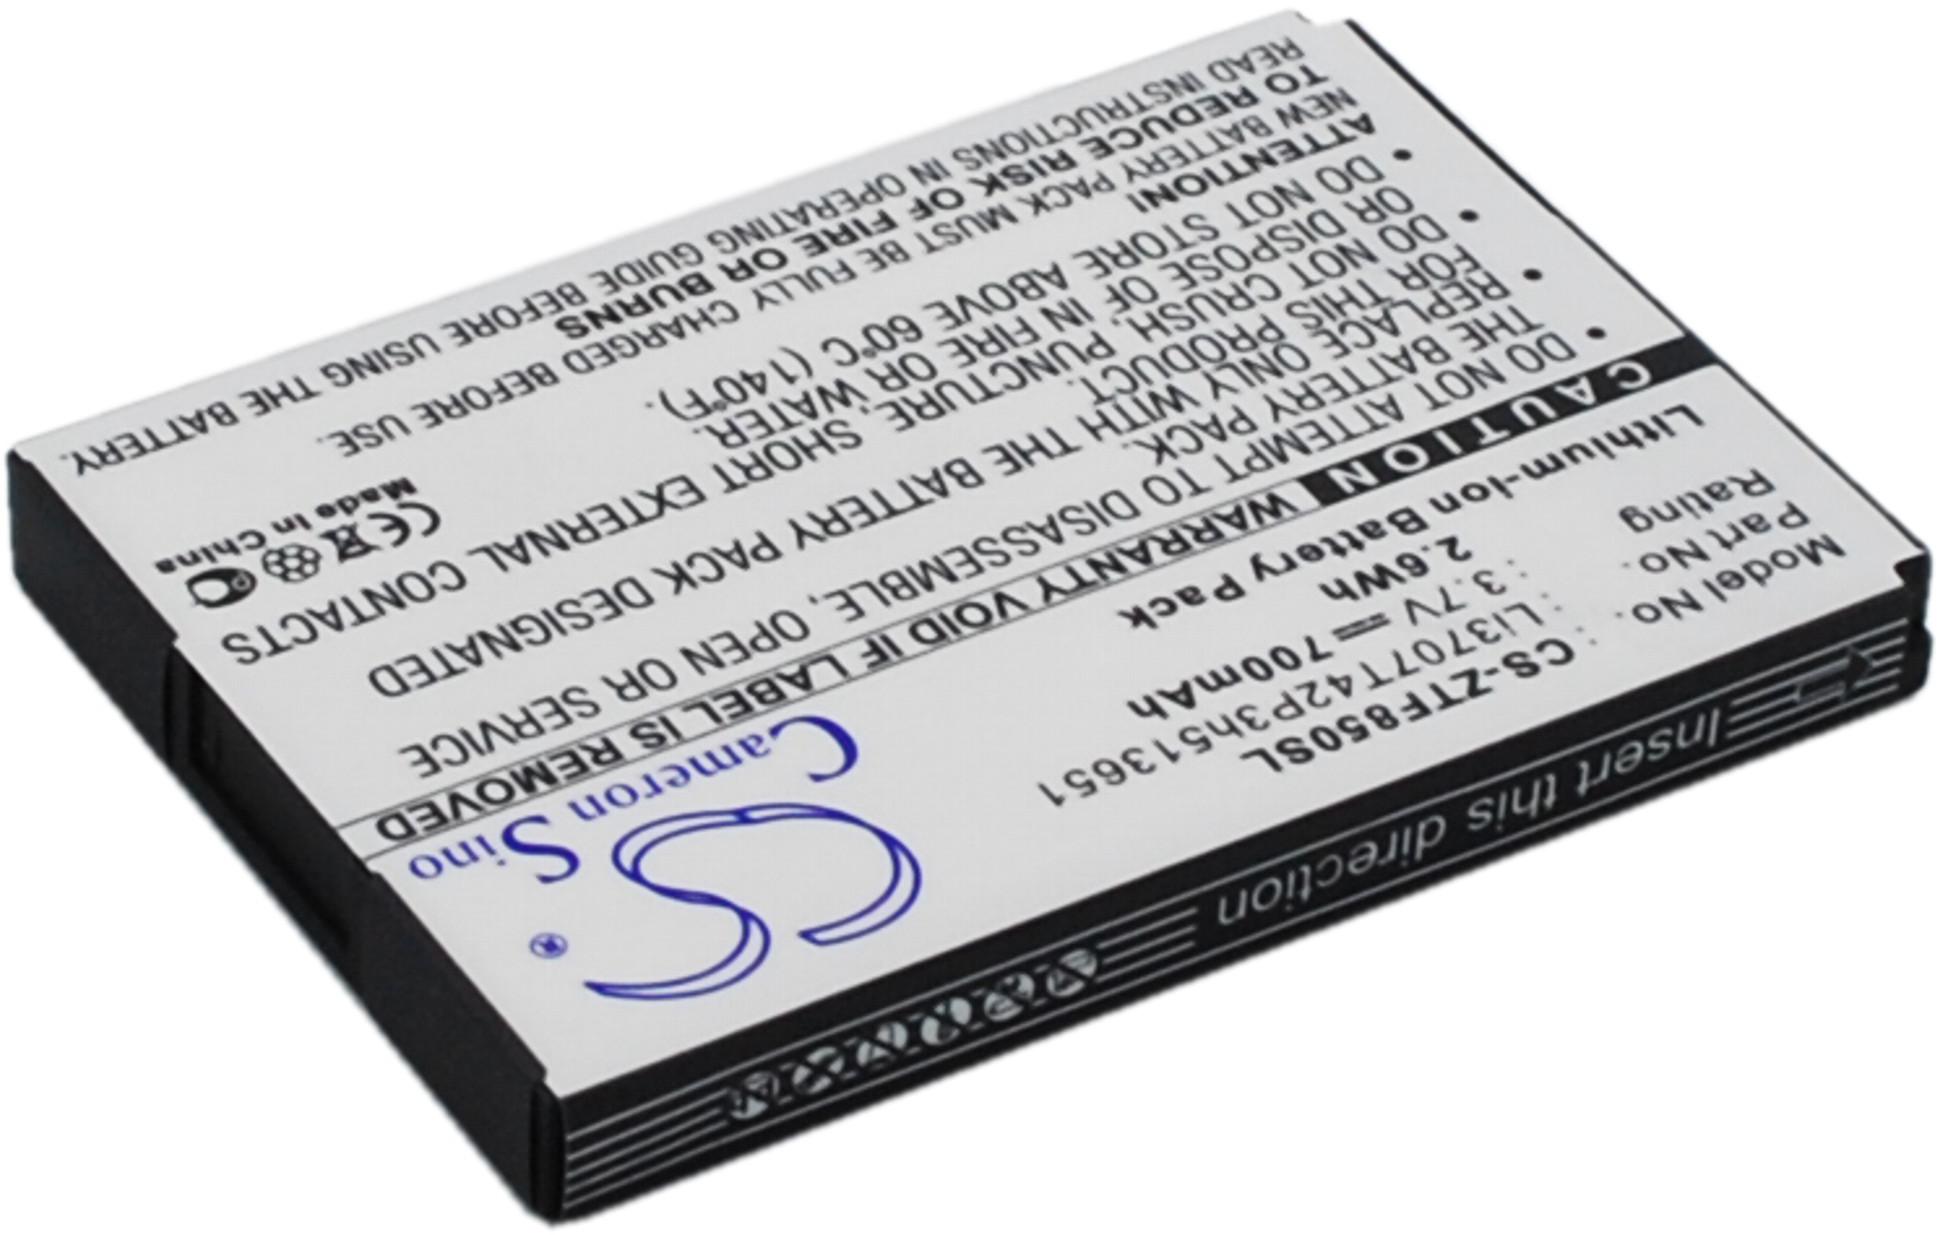 Model No. : CS-ZTF850SL
Part No. : Li3707T42P3h513651
Rating : 3.7V 700mAh
2.6Wh
Lithium-ion Battery Pack
Cameron Sino
®
CAUTION WARRANTY VOID IF LABEL IS REMOVED
• DO NOT ATTEMPT TO DISASSEMBLE, OPEN OR SERVICE
THE BATTERY PACK.
• REPLACE ONLY WITH THE BATTERY PACK DESIGNATED
FOR THIS PRODUCT.
• DO NOT CRUSH, PUNCTURE, SHORT EXTERNAL CONTACTS
OR DISPOSE OF IN FIRE OR WATER.
• DO NOT STORE ABOVE 60°C (140°F).
ATTENTION!
NEW BATTERY PACK MUST BE FULLY CHARGED BEFORE USE.
TO REDUCE RISK OF FIRE OR BURNS
READ INSTRUCTIONS IN OPERATING GUIDE BEFORE USING THE BATTERY.
CE
Made in China
Insert this direction